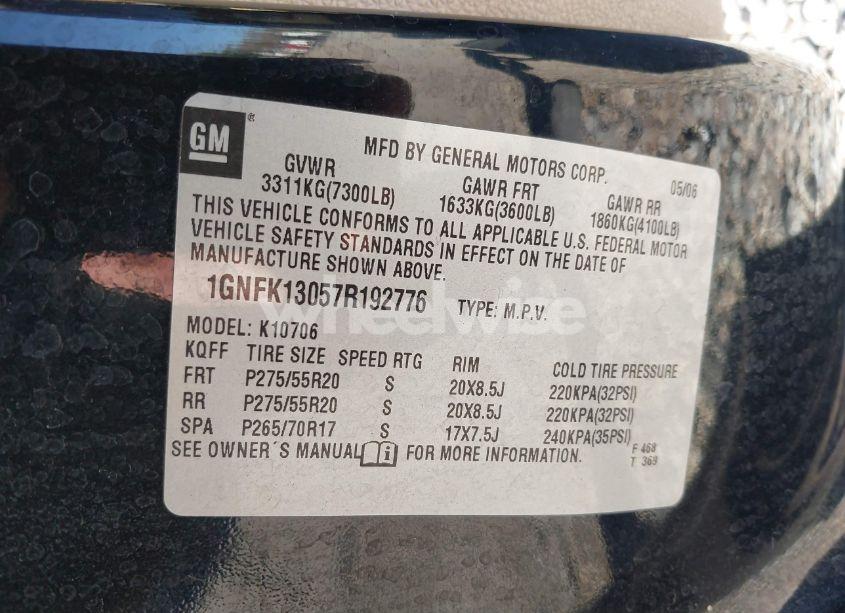 GM ®
MFD BY GENERAL MOTORS CORP. 05/06
GVWR GAWR FRT GAWR RR
3311KG(7300LB) 1633KG(3600LB) 1860KG(4100LB)
THIS VEHICLE CONFORMS TO ALL APPLICABLE U.S. FEDERAL MOTOR
VEHICLE SAFETY STANDARDS IN EFFECT ON THE DATE OF
MANUFACTURE SHOWN ABOVE.
1GNFK13057R192776 TYPE: M.P.V.
wheelwise
MODEL: K10706
KQFF TIRE SIZE SPEED RTG RIM COLD TIRE PRESSURE
FRT P275/55R20 S 20X8.5J 220KPA(32PSI)
RR P275/55R20 S 20X8.5J 220KPA(32PSI)
SPA P265/70R17 S 17X7.5J 240KPA(35PSI)
SEE OWNER´S MANUAL i FOR MORE INFORMATION.
F 468
T 369